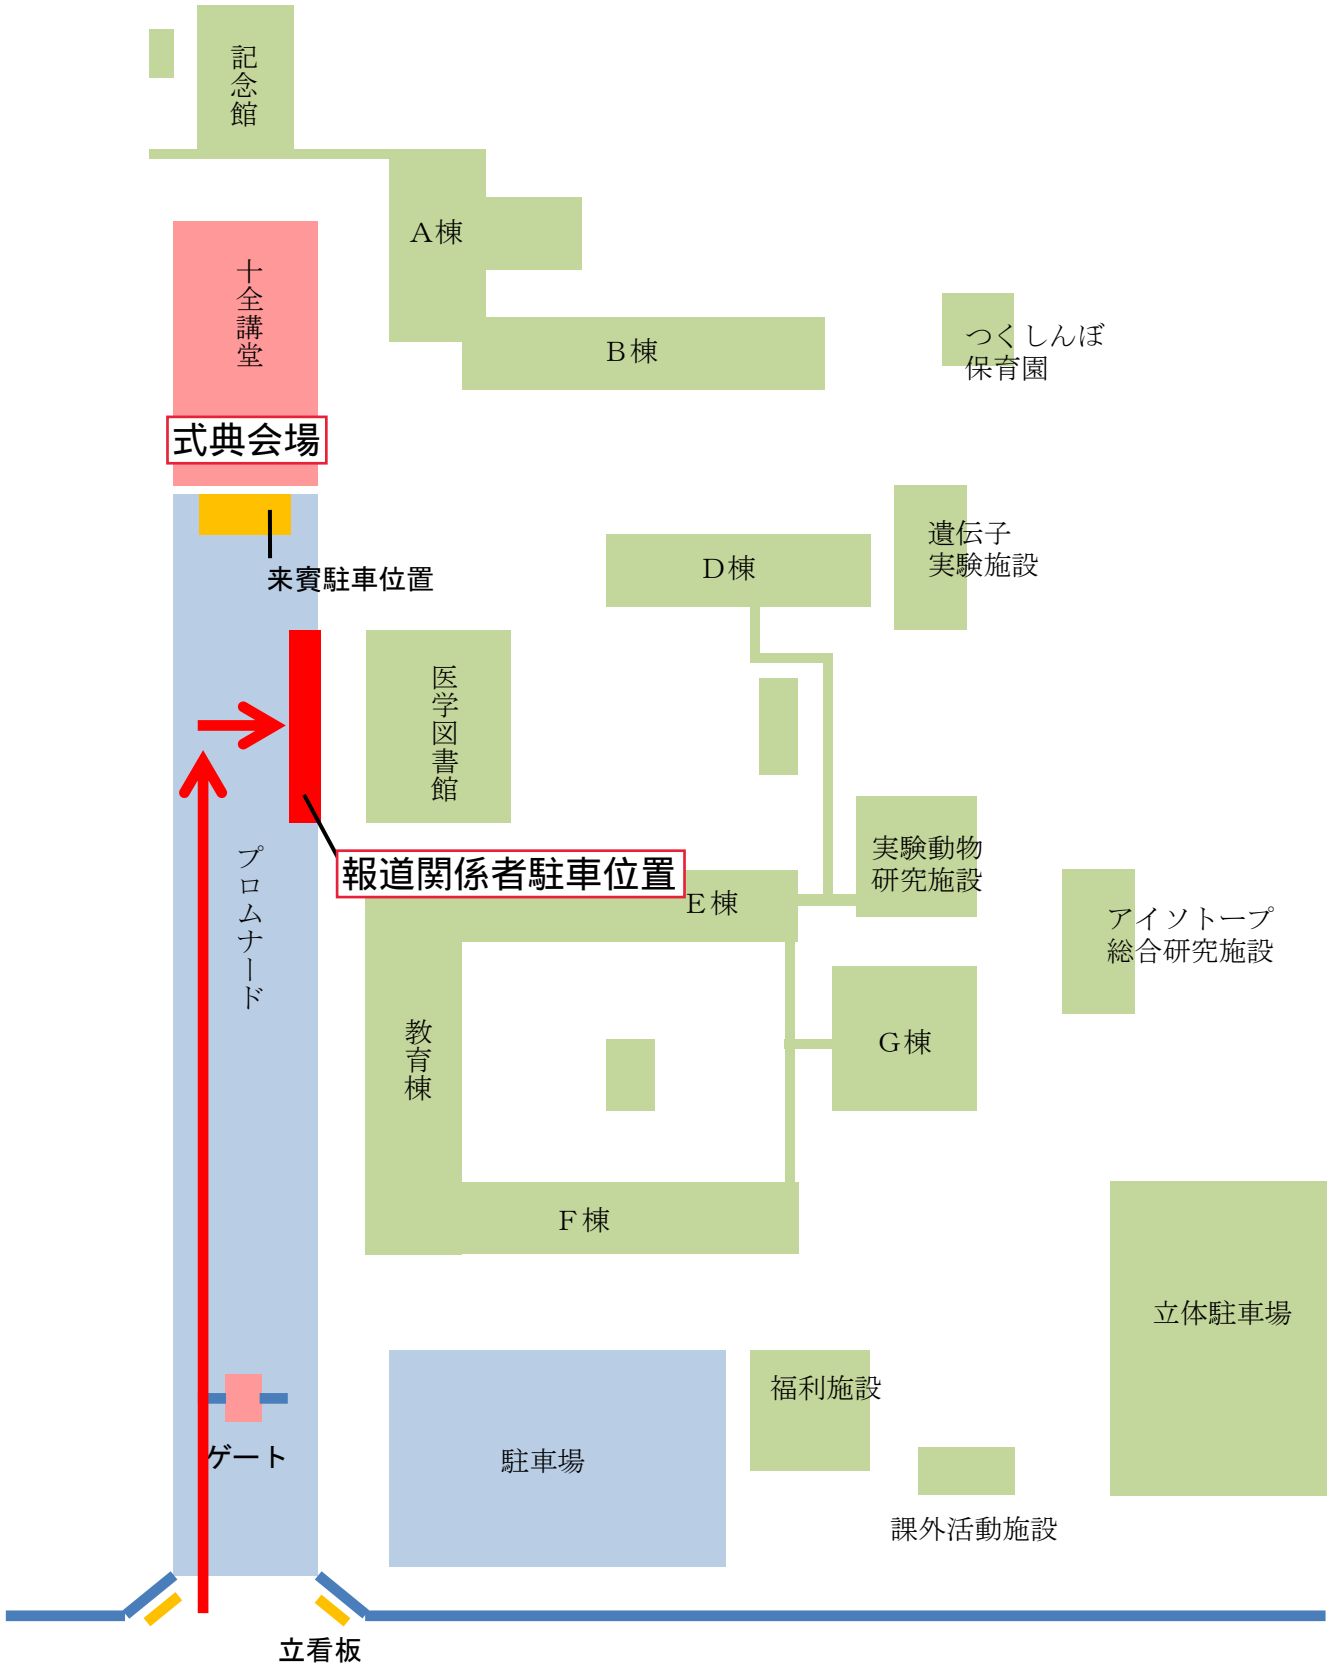 記念館
A棟
十全講堂
B棟
つくしんぼ
保育園
式典会場
遺伝子
実験施設
D棟
来賓駐車位置
医学図書館
プロムナード
実験動物
研究施設
報道関係者駐車位置
E棟
アイソトープ
総合研究施設
教育棟
G棟
F棟
立体駐車場
福利施設
ゲート
駐車場
課外活動施設
立看板